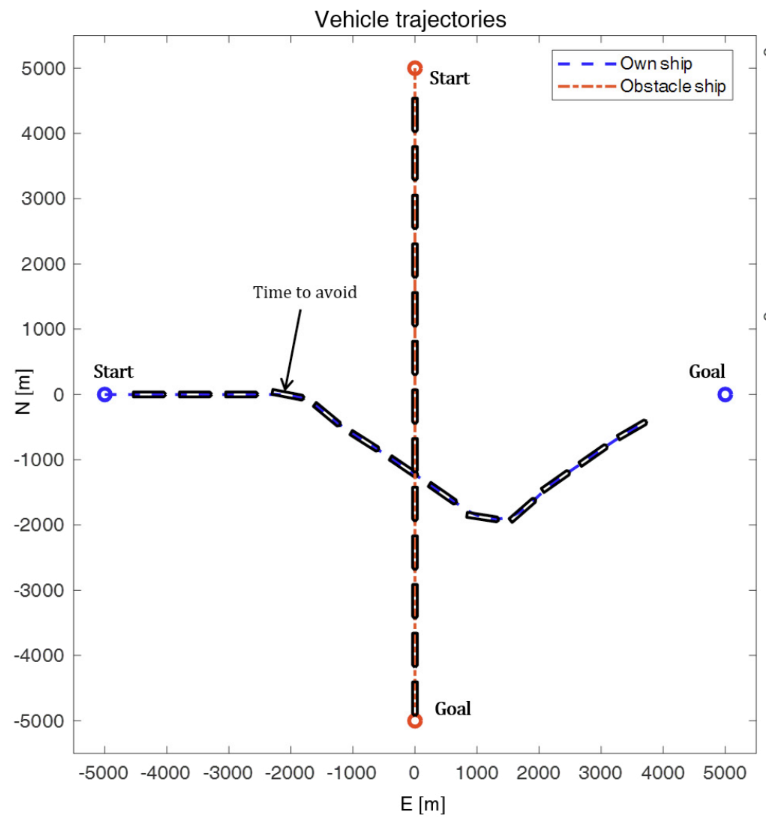 Vehicle trajectories
5000
4000
3000
2000
1000
0
-1000
-2000
-3000
-4000
-5000
N [m]
Own ship
Obstacle ship
Start
Time to avoid
Start
Goal
Goal
-5000 -4000 -3000 -2000 -1000 0 1000 2000 3000 4000 5000
E [m]